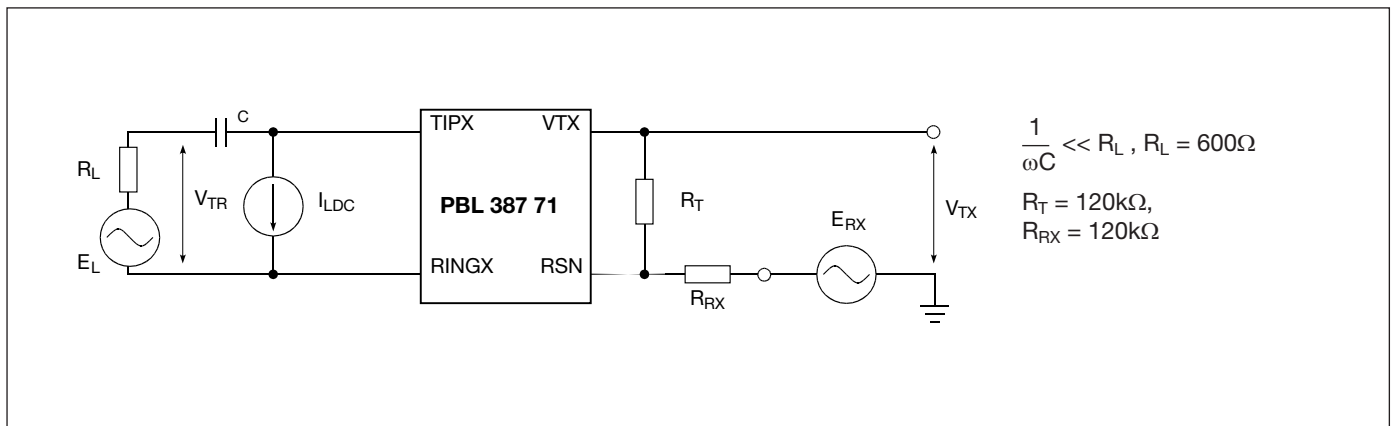 C
TIPX VTX
R_L
V_TR
I_LDC
PBL 387 71
R_T
E_RX
V_TX
E_L
RINGX RSN
R_RX
1
ωC << R_L , R_L = 600Ω
R_T = 120kΩ,
R_RX = 120kΩ